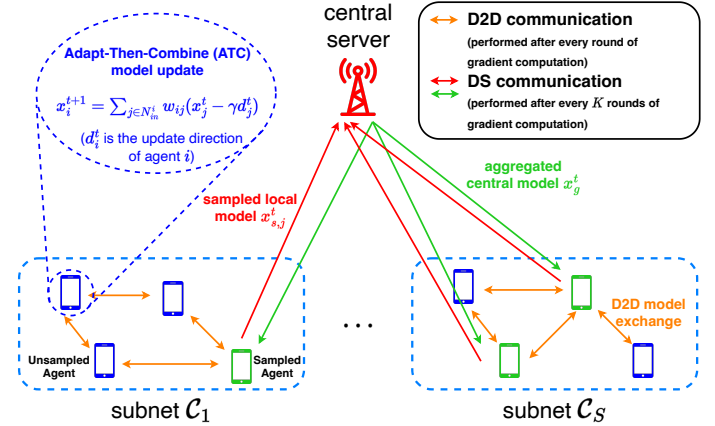 central
server
Adapt-Then-Combine (ATC)
model update
$x_i^{t+1} = \sum_{j \in N_{in}^i} w_{ij}(x_j^t - \gamma d_j^t)$
($d_i^t$ is the update direction
of agent $i$)
D2D communication
(performed after every round of
gradient computation)
DS communication
(performed after every $K$ rounds of
gradient computation)
sampled local
model $x_{s,j}^t$
aggregated
central model $x_g^t$
Unsampled
Agent
Sampled
Agent
...
D2D model
exchange
subnet $\mathcal{C}_1$
subnet $\mathcal{C}_S$